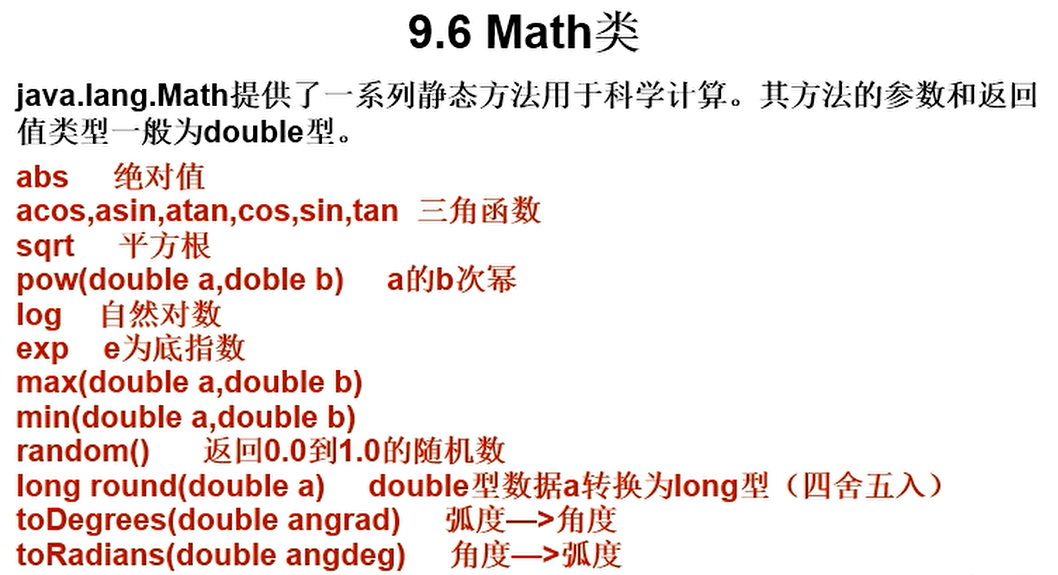 9.6 Math类
java.lang.Math提供了一系列静态方法用于科学计算。其方法的参数和返回
值类型一般为double型。
abs 绝对值
acos,asin,atan,cos,sin,tan 三角函数
sqrt 平方根
pow(double a,doble b) a的b次幂
log 自然对数
exp e为底指数
max(double a,double b)
min(double a,double b)
random() 返回0.0到1.0的随机数
long round(double a) double型数据a转换为long型（四舍五入）
toDegrees(double angrad) 弧度—>角度
toRadians(double angdeg) 角度—>弧度